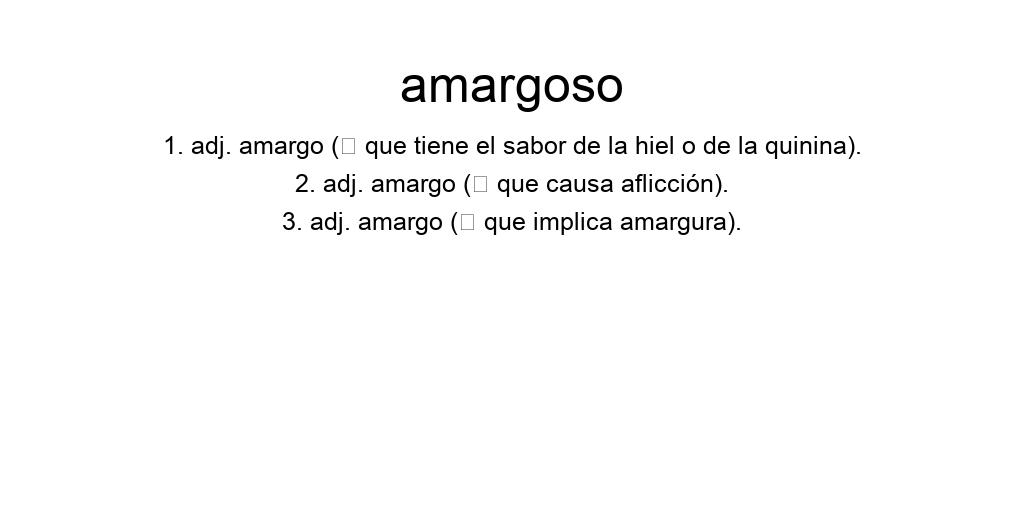 amargoso
1. adj. amargo (□ que tiene el sabor de la hiel o de la quinina).
2. adj. amargo (□ que causa aflicción).
3. adj. amargo (□ que implica amargura).